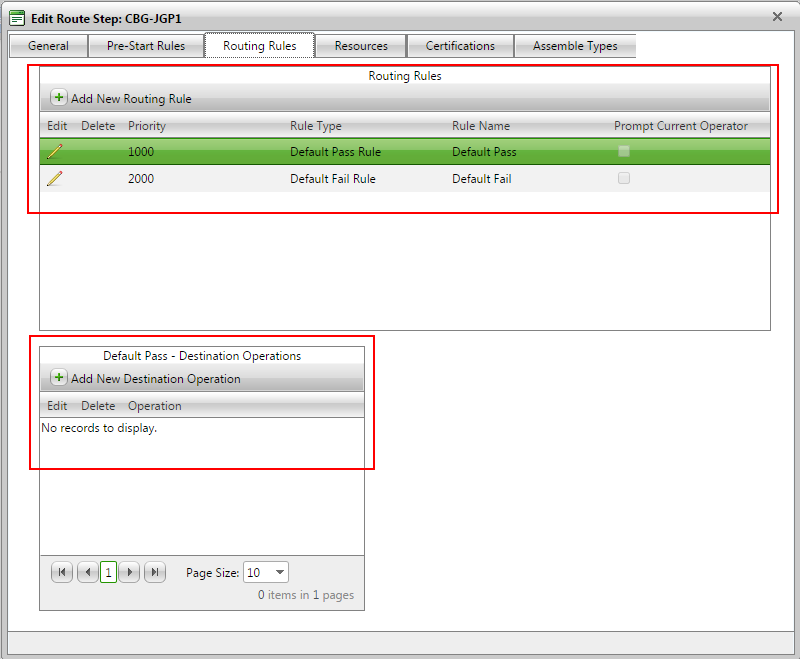 Edit Route Step: CBG-JGP1
General Pre-Start Rules Routing Rules Resources Certifications Assemble Types
Routing Rules
Add New Routing Rule
Edit Delete Priority Rule Type Rule Name Prompt Current Operator
1000 Default Pass Rule Default Pass
2000 Default Fail Rule Default Fail
Default Pass - Destination Operations
Add New Destination Operation
Edit Delete Operation
No records to display.
1 Page Size: 10
0 items in 1 pages